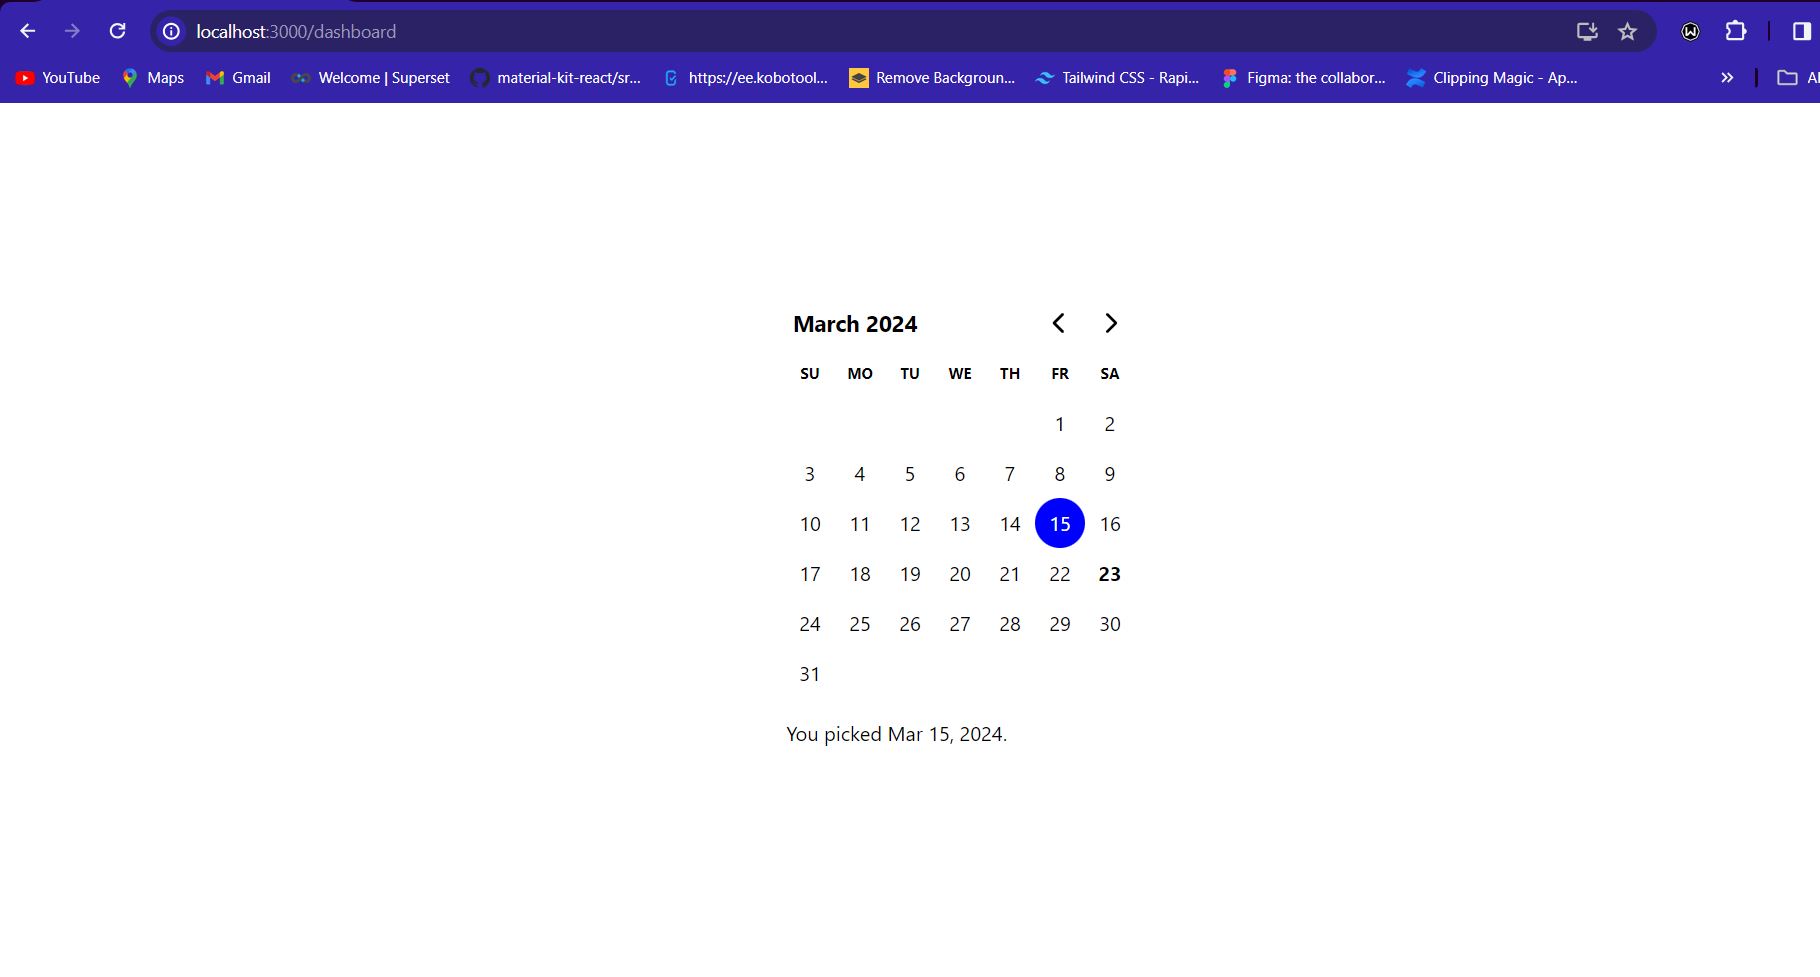 localhost:3000/dashboard
YouTube Maps Gmail Welcome | Superset material-kit-react/sr... https://ee.kobotool... Remove Backgroun... Tailwind CSS - Rapi... Figma: the collabor... Clipping Magic - Ap... »
March 2024
SU MO TU WE TH FR SA
1 2
3 4 5 6 7 8 9
10 11 12 13 14 15 16
17 18 19 20 21 22 23
24 25 26 27 28 29 30
31
You picked Mar 15, 2024.